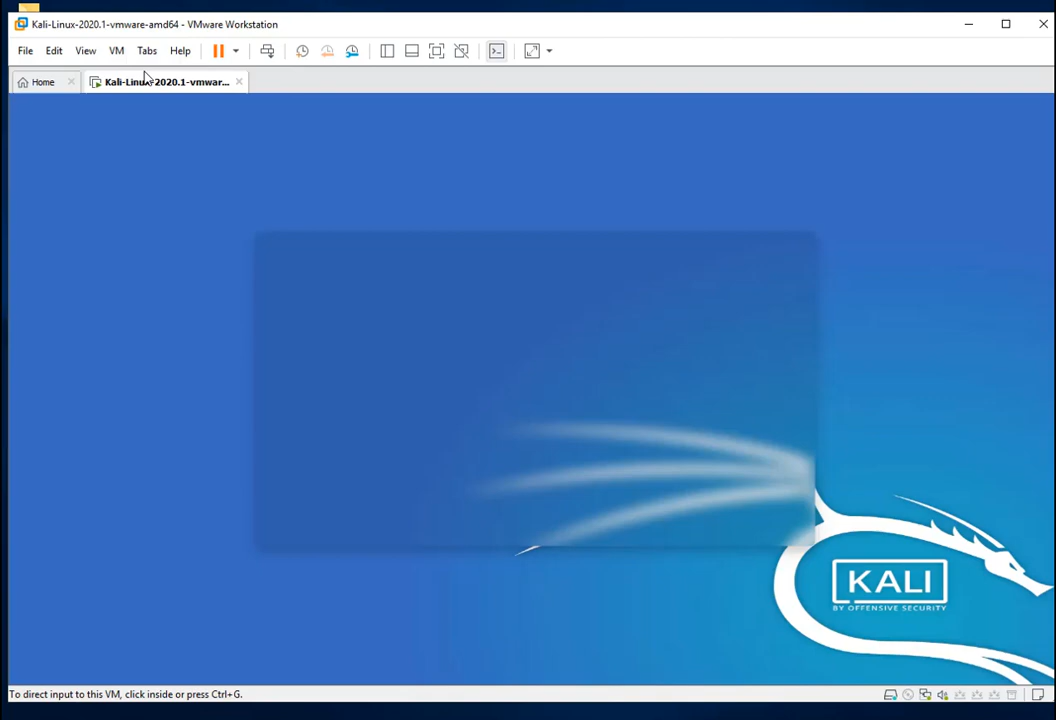 Kali-Linux-2020.1-vmware-amd64 - VMware Workstation
File Edit View VM Tabs Help
Home Kali-Linux-2020.1-vmwar...
KALI
BY OFFENSIVE SECURITY
To direct input to this VM, click inside or press Ctrl+G.